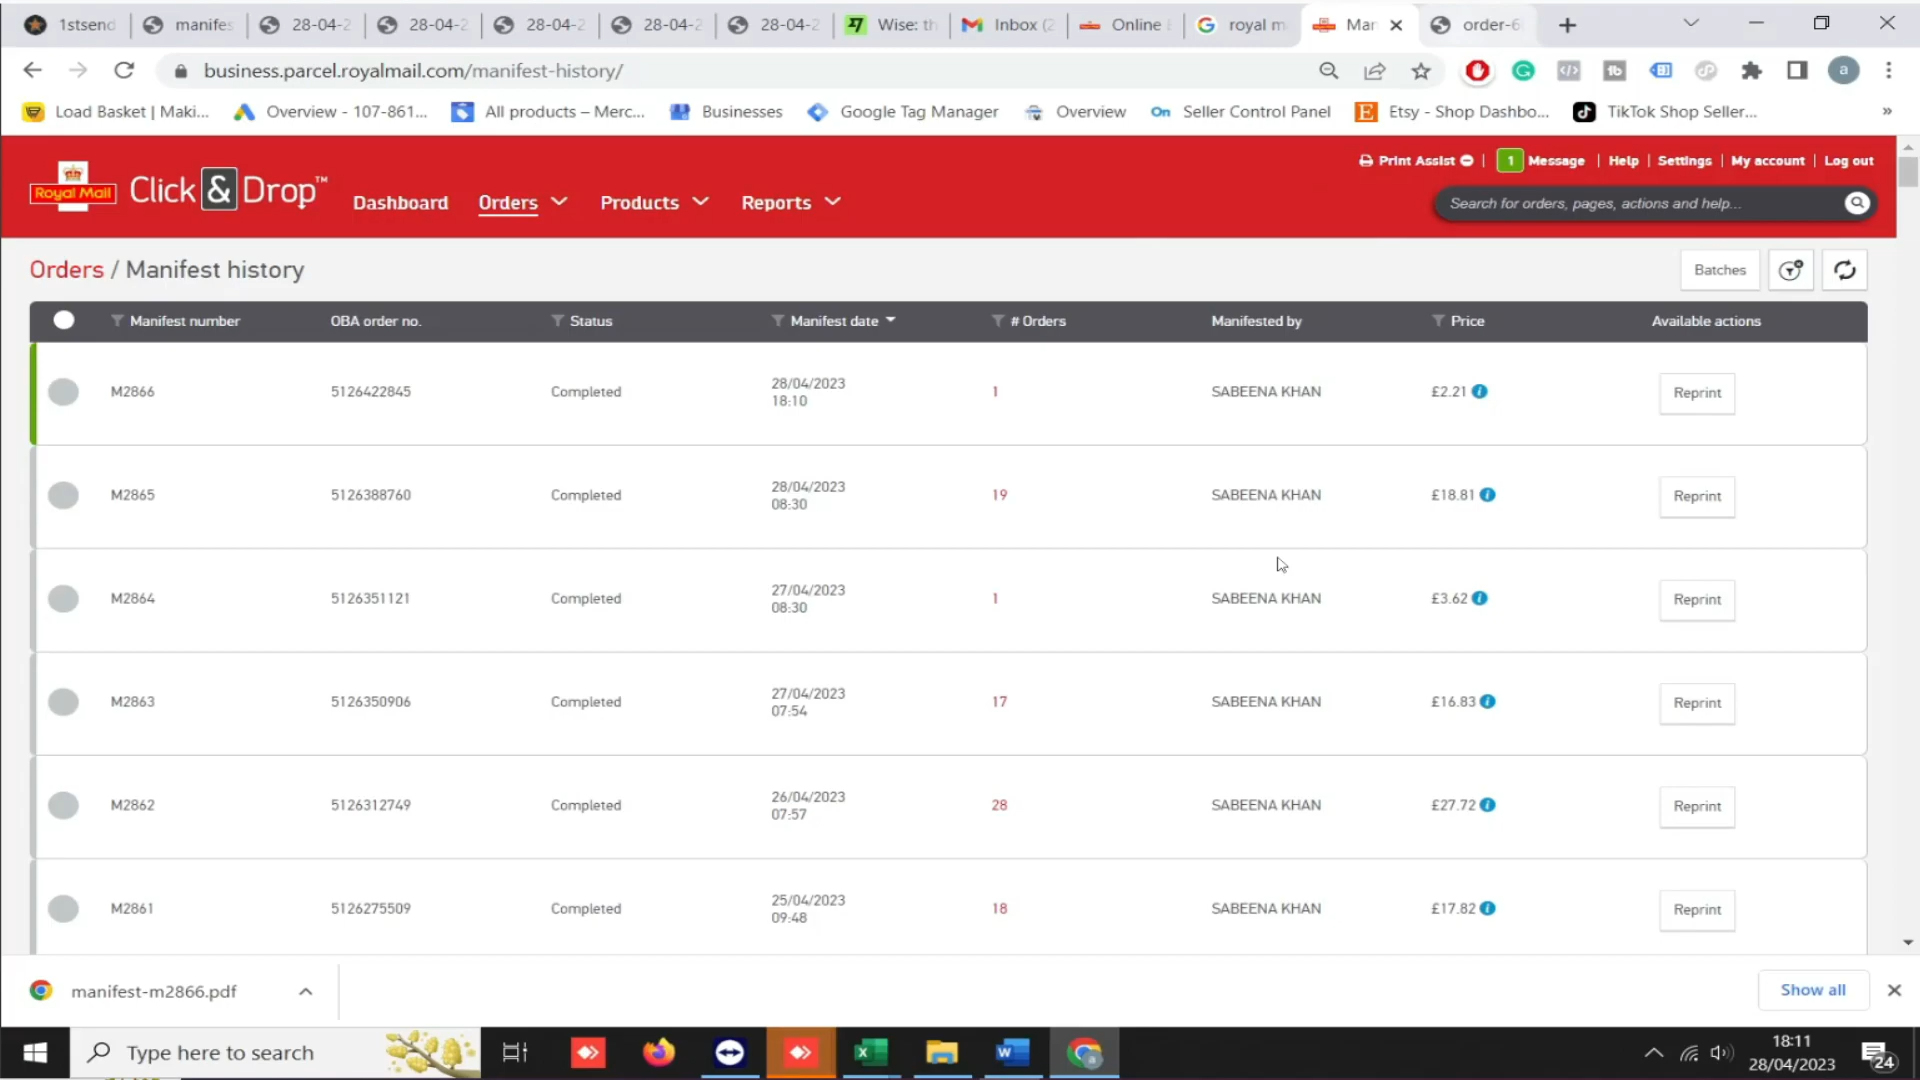 1stsend manifes 28-04-2 28-04-2 28-04-2 28-04-2 28-04-2 Wise: th Inbox (2 Online royal m Man order-6
business.parcel.royalmail.com/manifest-history/
Load Basket | Maki... Overview - 107-861... All products – Merc... Businesses Google Tag Manager Overview On Seller Control Panel Etsy - Shop Dashbo... TikTok Shop Seller... »
Print Assist | 1 Message | Help | Settings | My account | Log out
Royal Mail Click & Drop™ Dashboard Orders Products Reports
Search for orders, pages, actions and help...
Orders / Manifest history
Batches
Manifest number OBA order no. Status Manifest date # Orders Manifested by Price Available actions
M2866 5126422845 Completed 28/04/2023 18:10 1 SABEENA KHAN £2.21 Reprint
M2865 5126388760 Completed 28/04/2023 08:30 19 SABEENA KHAN £18.81 Reprint
M2864 5126351121 Completed 27/04/2023 08:30 1 SABEENA KHAN £3.62 Reprint
M2863 5126350906 Completed 27/04/2023 07:54 17 SABEENA KHAN £16.83 Reprint
M2862 5126312749 Completed 26/04/2023 07:57 28 SABEENA KHAN £27.72 Reprint
M2861 5126275509 Completed 25/04/2023 09:48 18 SABEENA KHAN £17.82 Reprint
manifest-m2866.pdf
Show all
Type here to search
18:11
28/04/2023
24